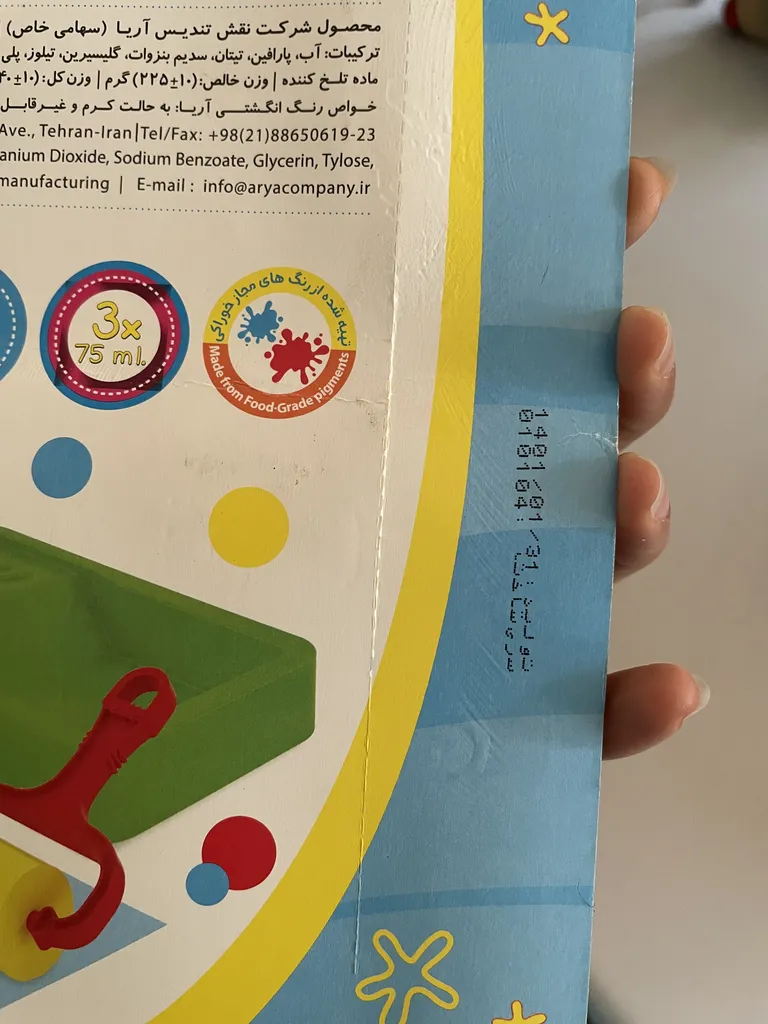 محصول شرکت نقش تندیس آریا (سهامی خاص)
ترکیبات: آب، پارافین، تیتان، سدیم بنزوات، گلیسیرین، تیلوز، پلی
ماده تلخ کننده | وزن خالص:(۲۲۵±۱۰) گرم | وزن کل:
خواص رنگ انگشتی آریا: به حالت کرم و غیرقابل
Ave., Tehran-Iran|Tel/Fax: +98(21)88650619-23
anium Dioxide, Sodium Benzoate, Glycerin, Tylose,
manufacturing | E-mail : info@aryacompany.ir
3x
75 ml.
تهیه شده از رنگ های مجاز خوراکی
Made from Food-Grade pigments
تولید: 1401/01/31
سری ساخت: 010104